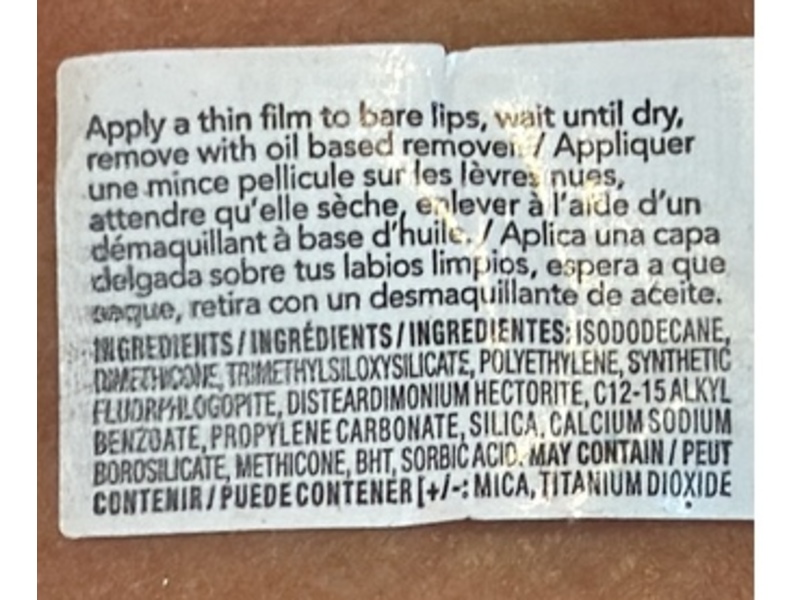 Apply a thin film to bare lips, wait until dry,
remove with oil based remover. / Appliquer
une mince pellicule sur les lèvres nues,
attendre qu'elle sèche, enlever à l'aide d'un
démaquillant à base d'huile. / Aplica una capa
delgada sobre tus labios limpios, espera a que
seque, retira con un desmaquillante de aceite.
INGREDIENTS / INGRÉDIENTS / INGREDIENTES: ISODODECANE,
DIMETHICONE, TRIMETHYLSILOXYSILICATE, POLYETHYLENE, SYNTHETIC
FLUORPHLOGOPITE, DISTEARDIMONIUM HECTORITE, C12-15 ALKYL
BENZOATE, PROPYLENE CARBONATE, SILICA, CALCIUM SODIUM
BOROSILICATE, METHICONE, BHT, SORBIC ACID. MAY CONTAIN / PEUT
CONTENIR / PUEDE CONTENER [+/-: MICA, TITANIUM DIOXIDE